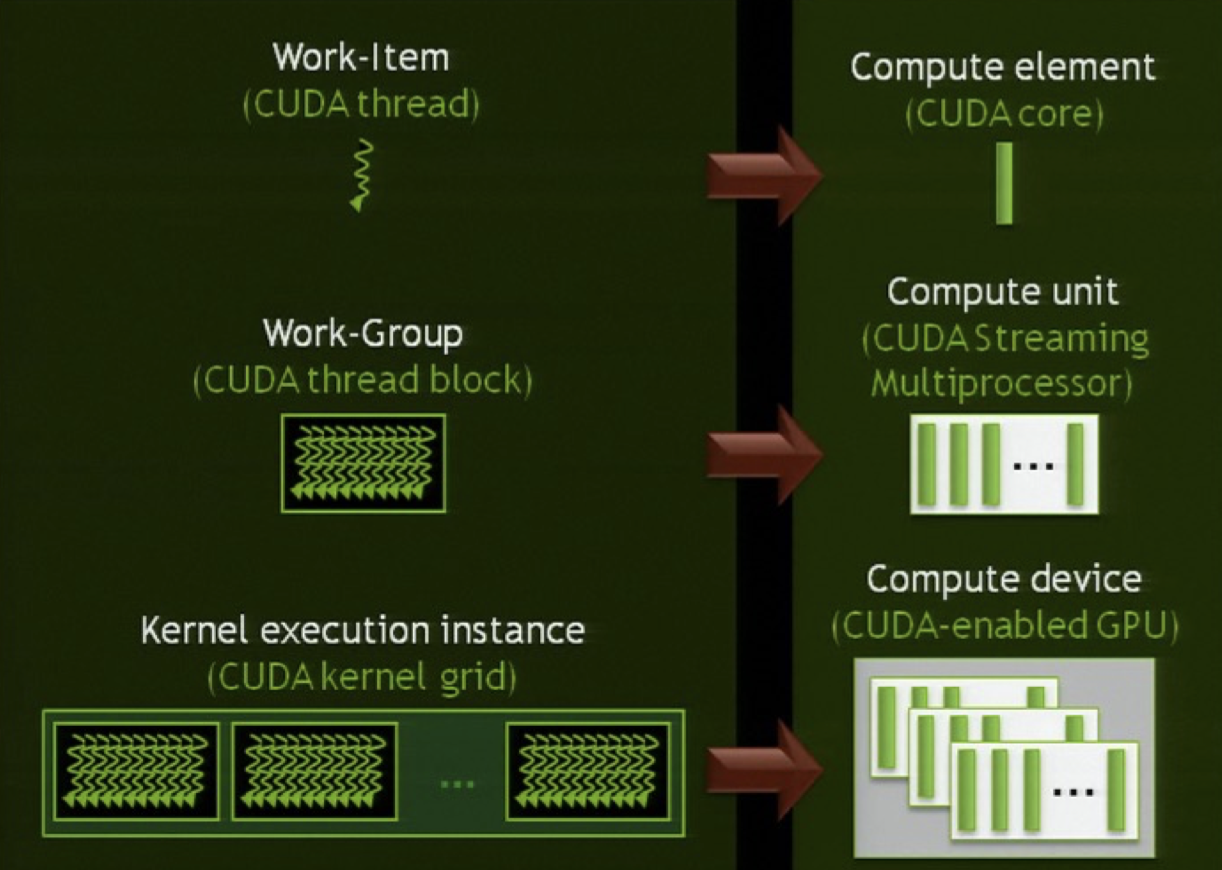 Work-Item
(CUDA thread)
Compute element
(CUDA core)
Work-Group
(CUDA thread block)
Compute unit
(CUDA Streaming
Multiprocessor)
Kernel execution instance
(CUDA kernel grid)
...
Compute device
(CUDA-enabled GPU)